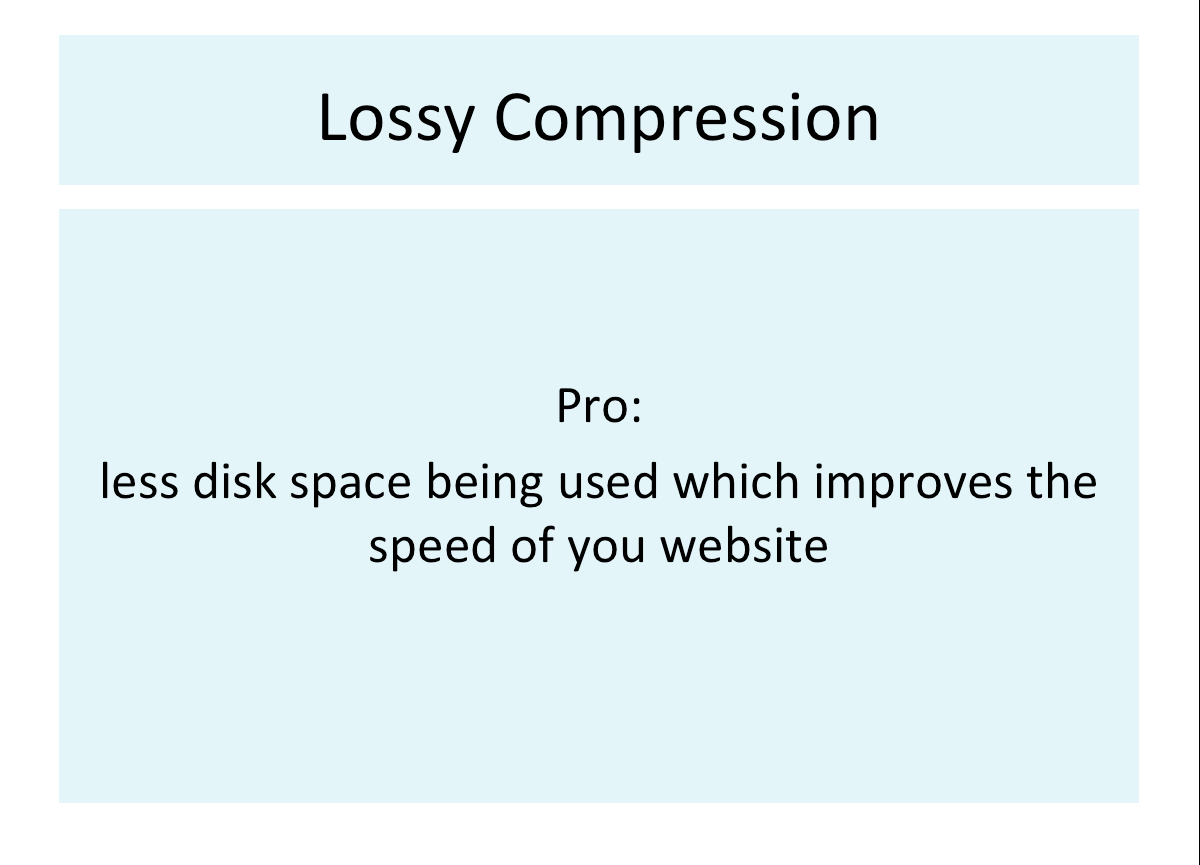 Lossy Compression
Pro:
less disk space being used which improves the
speed of you website